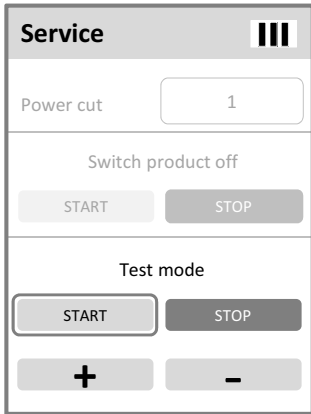 Service
Power cut 1
Switch product off
START STOP
Test mode
START STOP
+ -